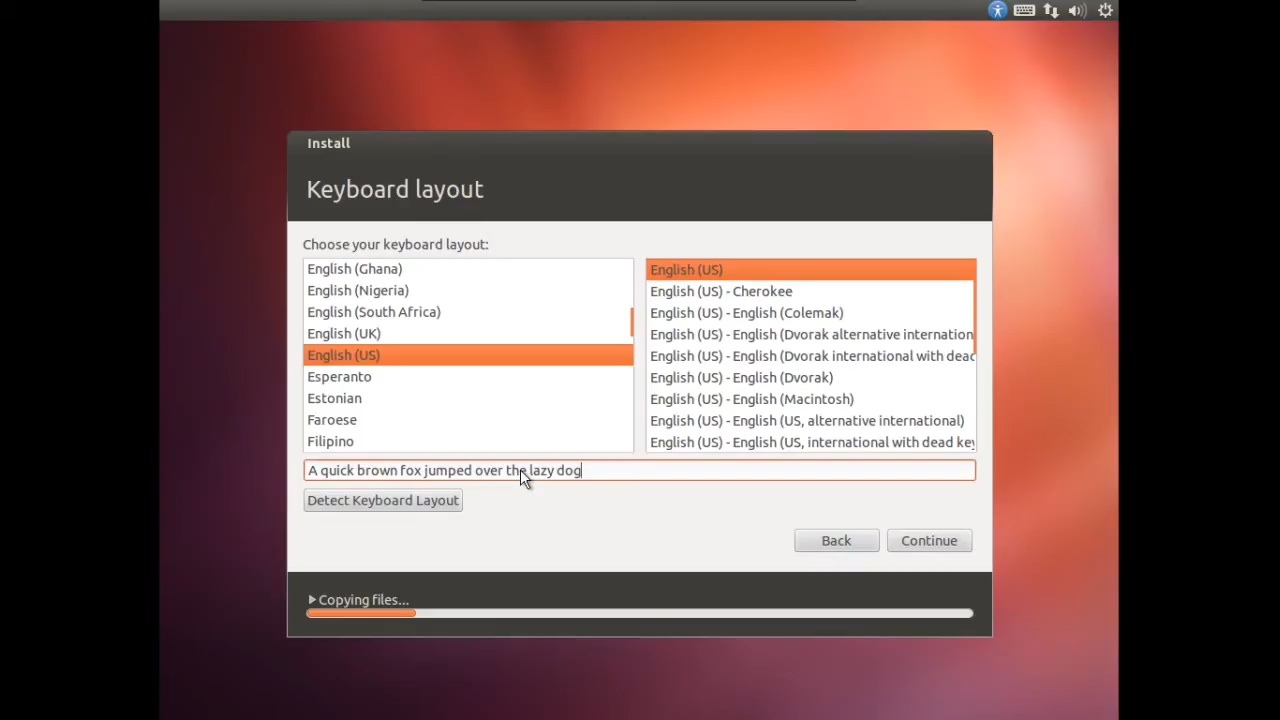 Install
Keyboard layout
Choose your keyboard layout:
English (Ghana)
English (Nigeria)
English (South Africa)
English (UK)
English (US)
Esperanto
Estonian
Faroese
Filipino
English (US)
English (US) - Cherokee
English (US) - English (Colemak)
English (US) - English (Dvorak alternative internation
English (US) - English (Dvorak international with dead
English (US) - English (Dvorak)
English (US) - English (Macintosh)
English (US) - English (US, alternative international)
English (US) - English (US, international with dead key
A quick brown fox jumped over the lazy dog
Detect Keyboard Layout
Back
Continue
Copying files...